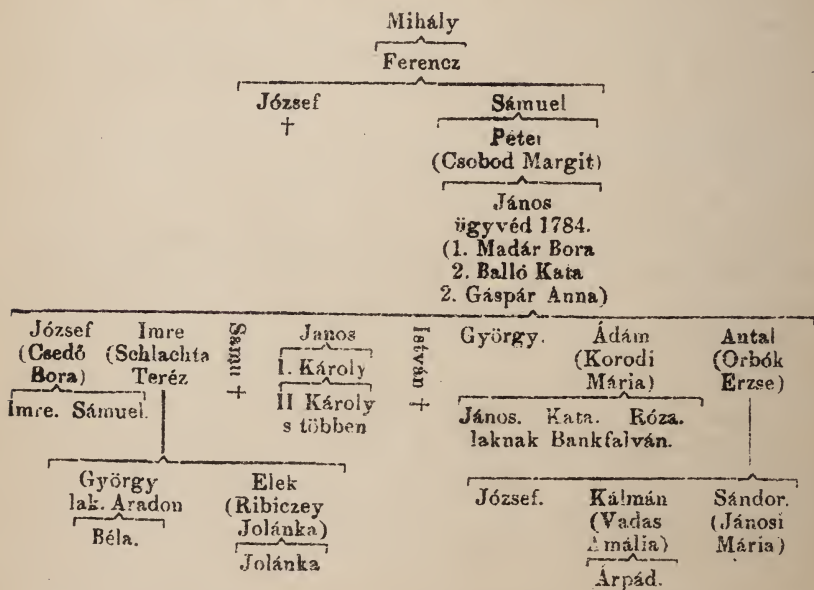 Mihály
Ferencz
József
†
Sámuel
Péter
(Csobod Margit)
János
ügyvéd 1784.
(1. Madár Bora
2. Balló Kata
2. Gáspár Anna)
József
(Csedő
Bora)
Imre
(Schlachta
Teréz
Samu †
Janos
I. Károly
II Károly
s többen
István †
György.
Ádám
(Korodi
Mária)
Antal
(Orbók
Erzse)
Imre. Sámuel.
János. Kata. Róza.
laknak Bankfalván.
György
lak. Aradon
Béla.
Elek
(Ribiczey
Jolánka)
Jolánka
József.
Kálmán
(Vadas
Amália)
Árpád.
Sándor.
(Jánosi
Mária)